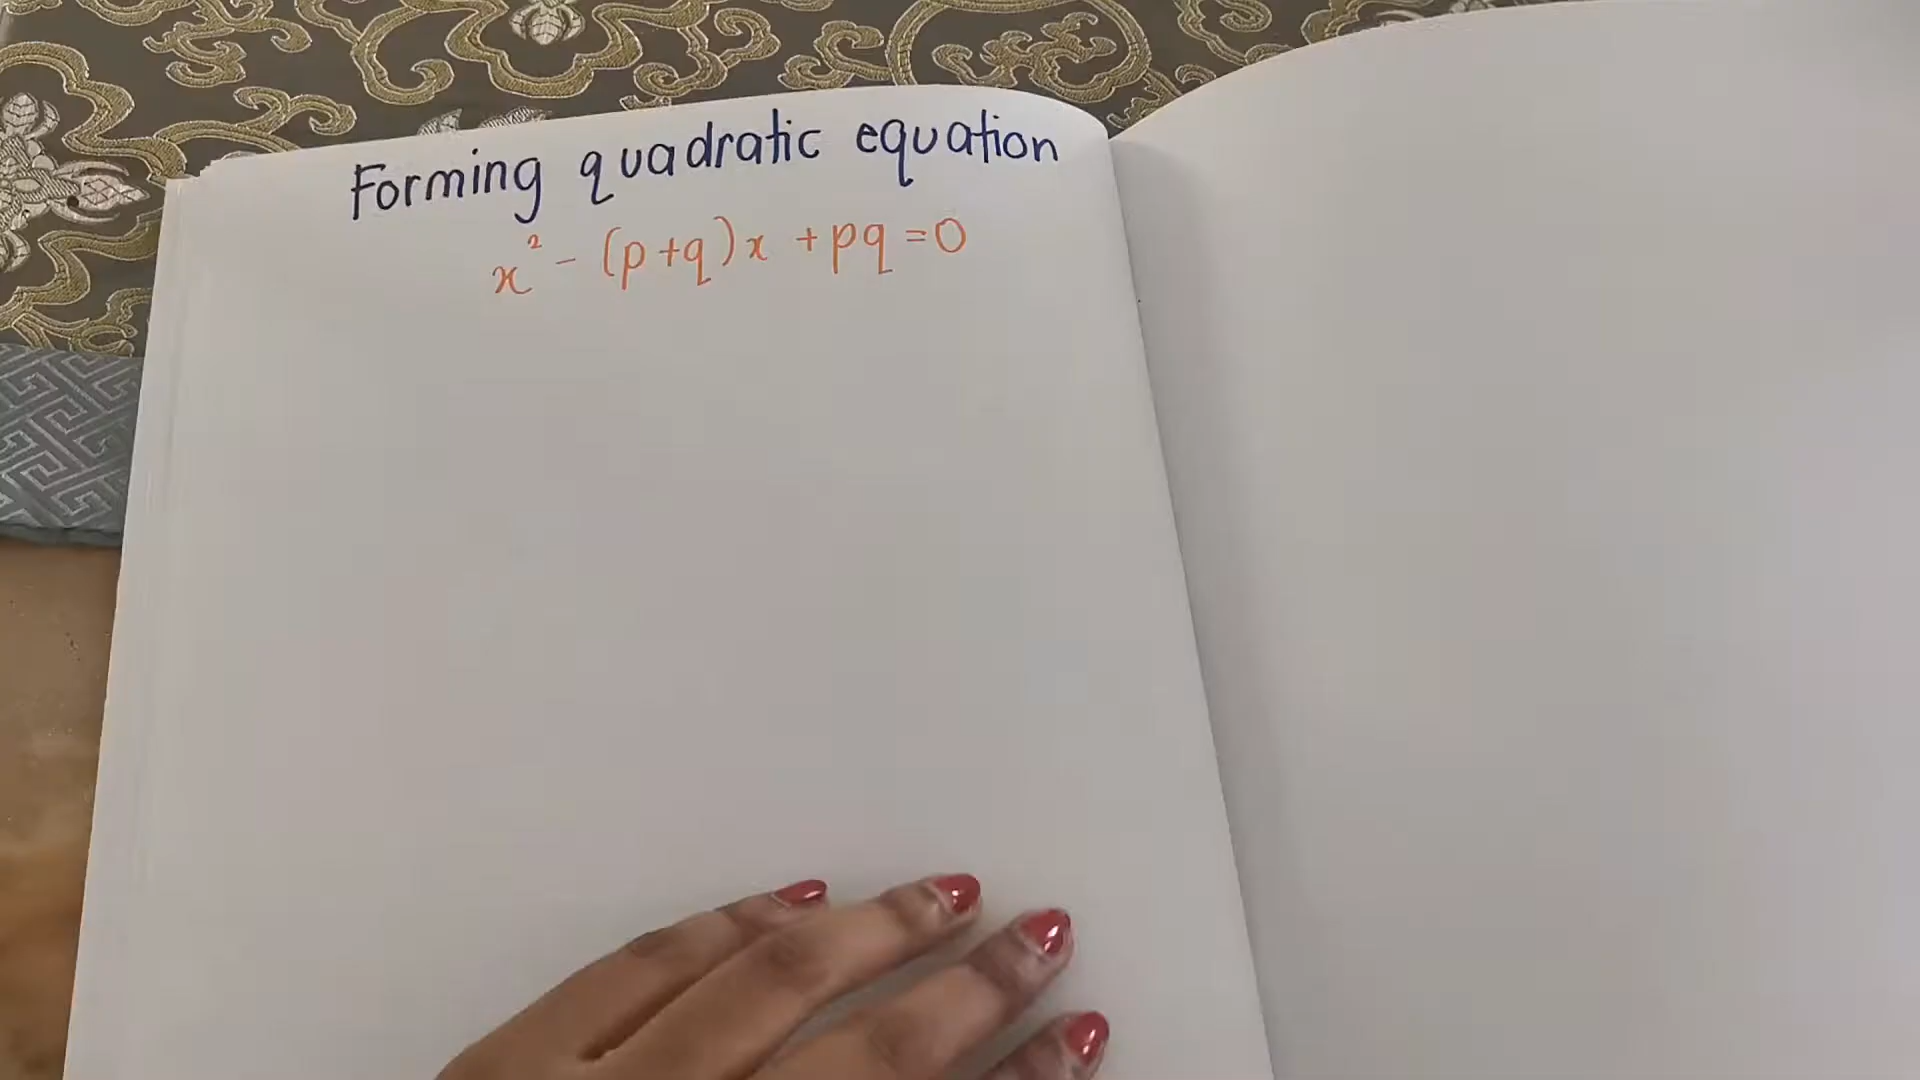 Forming quadratic equation
x² - (p+q)x + pq = 0